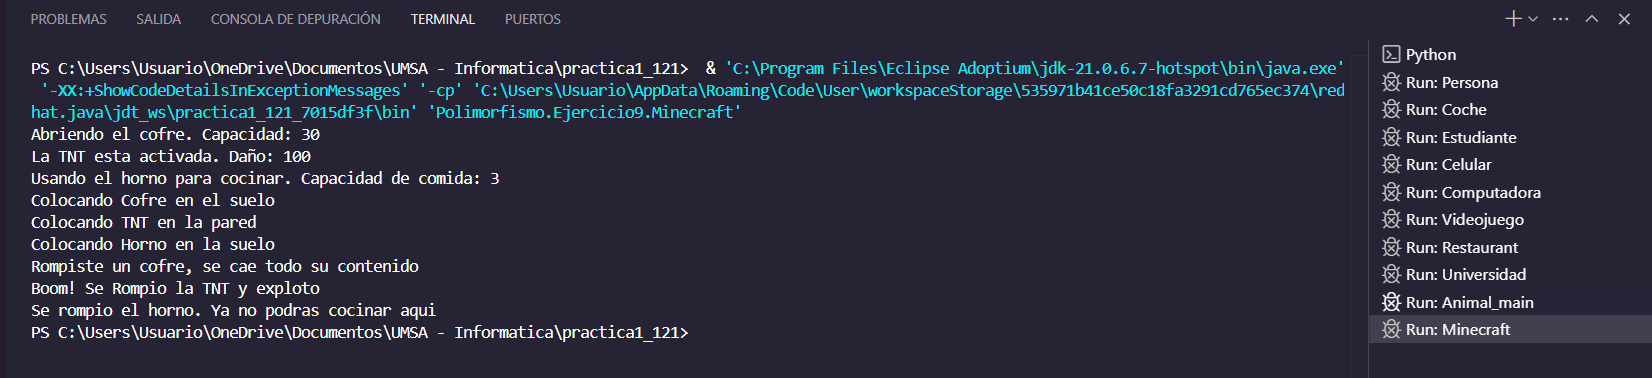 PROBLEMAS SALIDA CONSOLA DE DEPURACIÓN TERMINAL PUERTOS
PS C:\Users\Usuario\OneDrive\Documentos\UMSA - Informatica\practica1_121>  & 'C:\Program Files\Eclipse Adoptium\jdk-21.0.6.7-hotspot\bin\java.exe'
'-XX:+ShowCodeDetailsInExceptionMessages' '-cp' 'C:\Users\Usuario\AppData\Roaming\Code\User\workspaceStorage\535971b41ce50c18fa3291cd765ec374\red
hat.java\jdt_ws\practica1_121_7015df3f\bin' 'Polimorfismo.Ejercicio9.Minecraft'
Abriendo el cofre. Capacidad: 30
La TNT esta activada. Daño: 100
Usando el horno para cocinar. Capacidad de comida: 3
Colocando Cofre en el suelo
Colocando TNT en la pared
Colocando Horno en la suelo
Rompiste un cofre, se cae todo su contenido
Boom! Se Rompio la TNT y exploto
Se rompio el horno. Ya no podras cocinar aqui
PS C:\Users\Usuario\OneDrive\Documentos\UMSA - Informatica\practica1_121>
Python
Run: Persona
Run: Coche
Run: Estudiante
Run: Celular
Run: Computadora
Run: Videojuego
Run: Restaurant
Run: Universidad
Run: Animal_main
Run: Minecraft